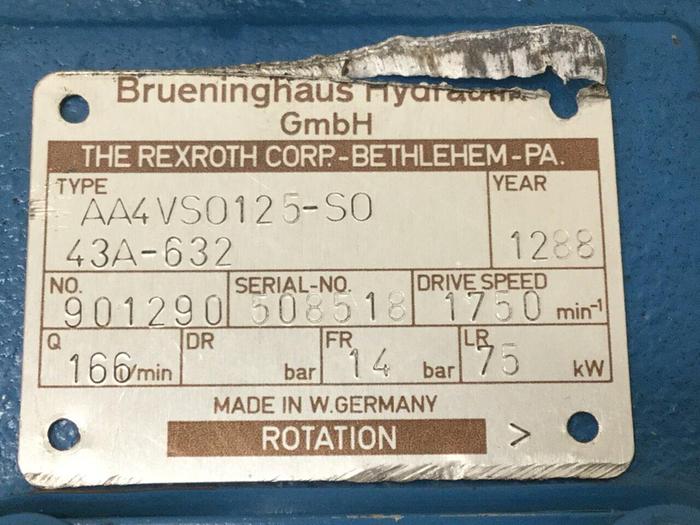 Brueninghaus Hydraulik
GmbH
THE REXROTH CORP.-BETHLEHEM-PA.
TYPE AA4VSO125-SO
43A-632
YEAR 1288
NO. 901290
SERIAL-NO. 508518
DRIVE SPEED 1750 min-1
Q 166 l/min
DR bar
FR 14 bar
LR 75 kW
MADE IN W.GERMANY
ROTATION >